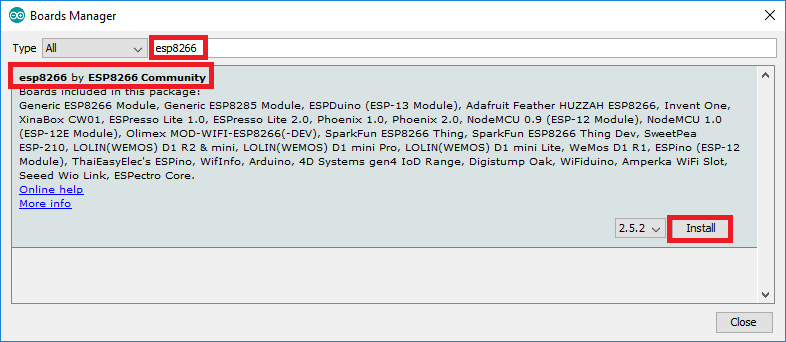 Boards Manager
Type All esp8266
esp8266 by ESP8266 Community
Boards included in this package:
Generic ESP8266 Module, Generic ESP8285 Module, ESPDuino (ESP-13 Module), Adafruit Feather HUZZAH ESP8266, Invent One,
XinaBox CW01, ESPresso Lite 1.0, ESPresso Lite 2.0, Phoenix 1.0, Phoenix 2.0, NodeMCU 0.9 (ESP-12 Module), NodeMCU 1.0
(ESP-12E Module), Olimex MOD-WIFI-ESP8266(-DEV), SparkFun ESP8266 Thing, SparkFun ESP8266 Thing Dev, SweetPea
ESP-210, LOLIN(WEMOS) D1 R2 & mini, LOLIN(WEMOS) D1 mini Pro, LOLIN(WEMOS) D1 mini Lite, WeMos D1 R1, ESPino (ESP-12
Module), ThaiEasyElec's ESPino, WifInfo, Arduino, 4D Systems gen4 IoD Range, Digistump Oak, WiFiduino, Amperka WiFi Slot,
Seeed Wio Link, ESPectro Core.
Online help
More info
2.5.2 Install
Close